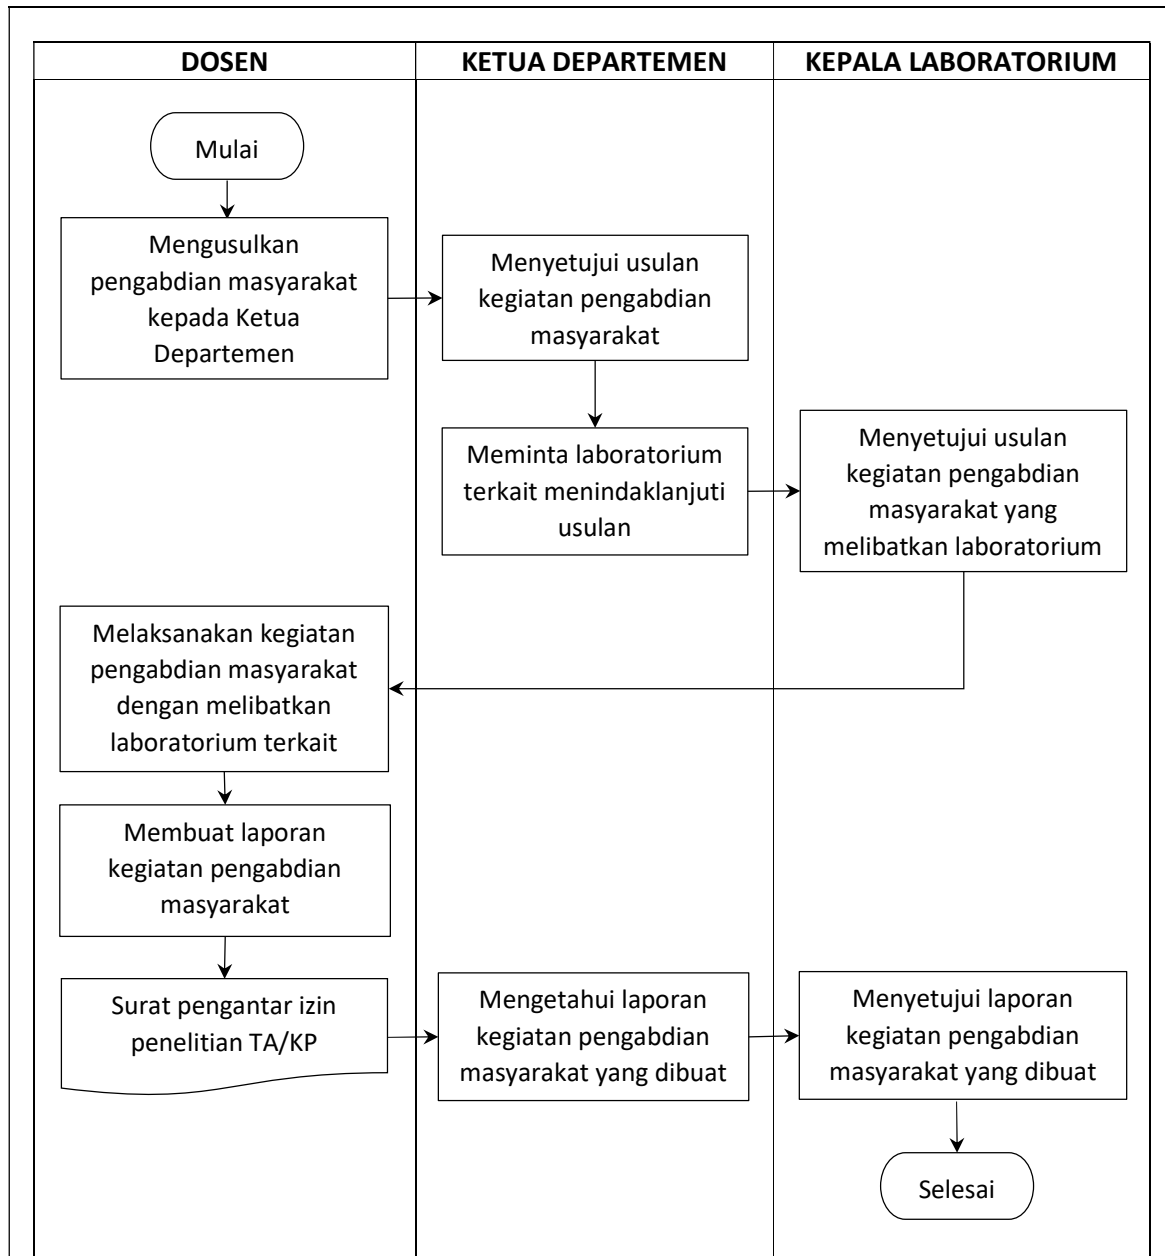 DOSEN
KETUA DEPARTEMEN
KEPALA LABORATORIUM
Mulai
Mengusulkan
pengabdian masyarakat
kepada Ketua
Departemen
Menyetujui usulan
kegiatan pengabdian
masyarakat
Meminta laboratorium
terkait menindaklanjuti
usulan
Menyetujui usulan
kegiatan pengabdian
masyarakat yang
melibatkan laboratorium
Melaksanakan kegiatan
pengabdian masyarakat
dengan melibatkan
laboratorium terkait
Membuat laporan
kegiatan pengabdian
masyarakat
Surat pengantar izin
penelitian TA/KP
Mengetahui laporan
kegiatan pengabdian
masyarakat yang dibuat
Menyetujui laporan
kegiatan pengabdian
masyarakat yang dibuat
Selesai